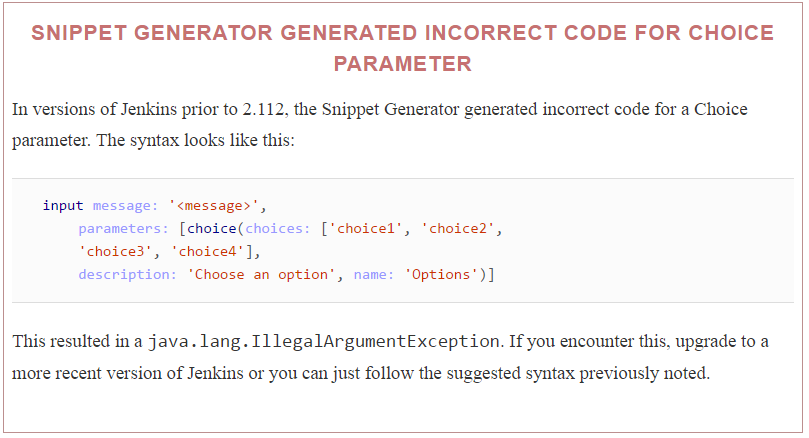 SNIPPET GENERATOR GENERATED INCORRECT CODE FOR CHOICE
PARAMETER
In versions of Jenkins prior to 2.112, the Snippet Generator generated incorrect code for a Choice
parameter. The syntax looks like this:
input message: '<message>',
parameters: [choice(choices: ['choice1', 'choice2',
'choice3', 'choice4'],
description: 'Choose an option', name: 'Options')]
This resulted in a java.lang.IllegalArgumentException. If you encounter this, upgrade to a
more recent version of Jenkins or you can just follow the suggested syntax previously noted.